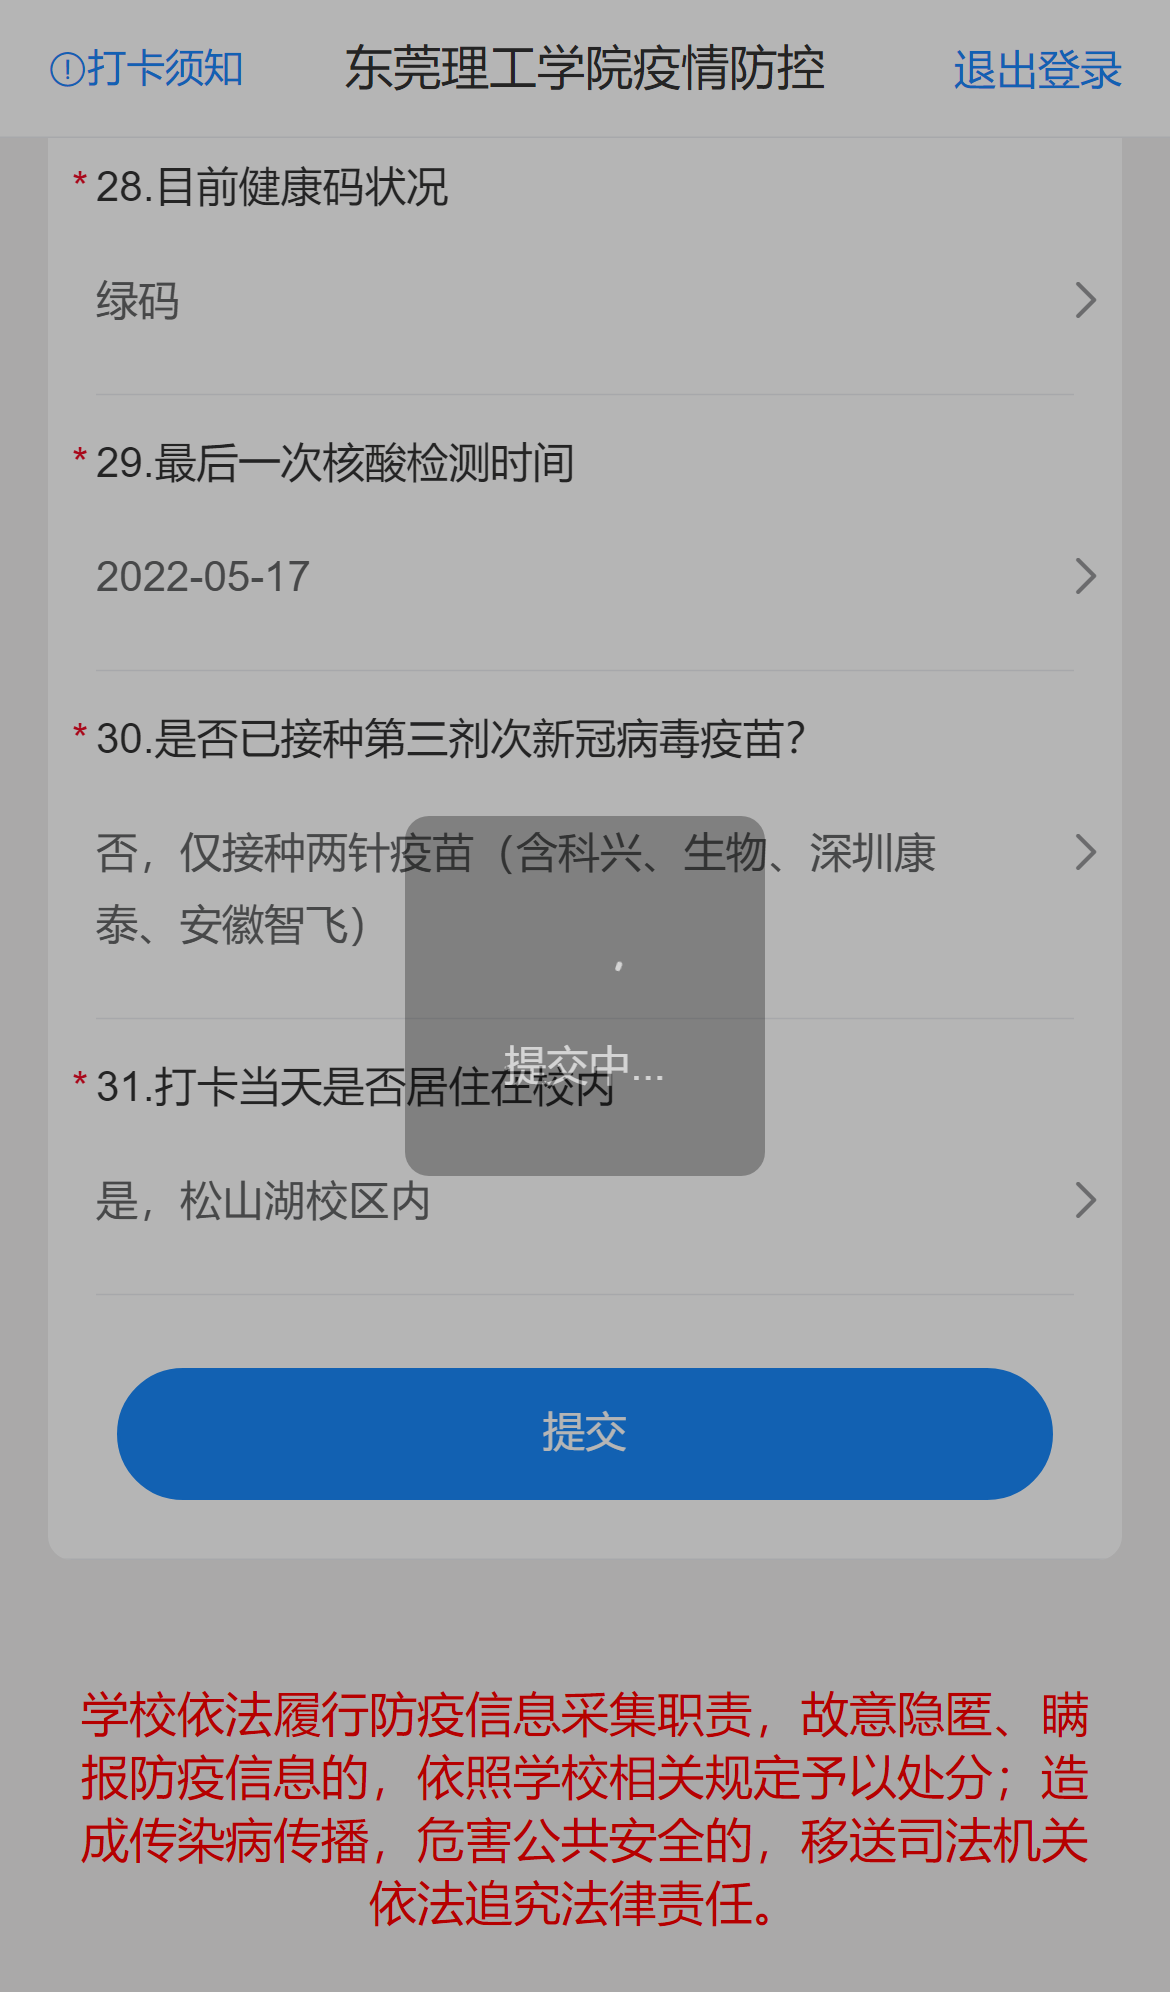 打卡须知 东莞理工学院疫情防控 退出登录
* 28.目前健康码状况
绿码
* 29.最后一次核酸检测时间
2022-05-17
* 30.是否已接种第三剂次新冠病毒疫苗?
否，仅接种两针疫苗（含科兴、生物、深圳康
泰、安徽智飞）
提交中...
* 31.打卡当天是否居住在校内
是，松山湖校区内
提交
学校依法履行防疫信息采集职责，故意隐匿、瞒
报防疫信息的，依照学校相关规定予以处分；造
成传染病传播，危害公共安全的，移送司法机关
依法追究法律责任。